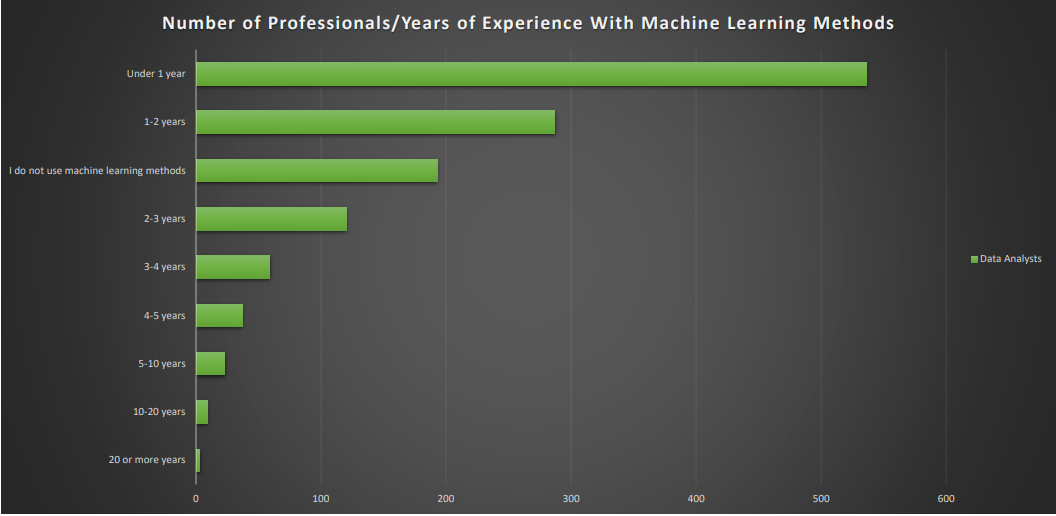 Number of Professionals/Years of Experience With Machine Learning Methods
Under 1 year
1-2 years
I do not use machine learning methods
2-3 years
3-4 years
4-5 years
5-10 years
10-20 years
20 or more years
0 100 200 300 400 500 600
Data Analysts